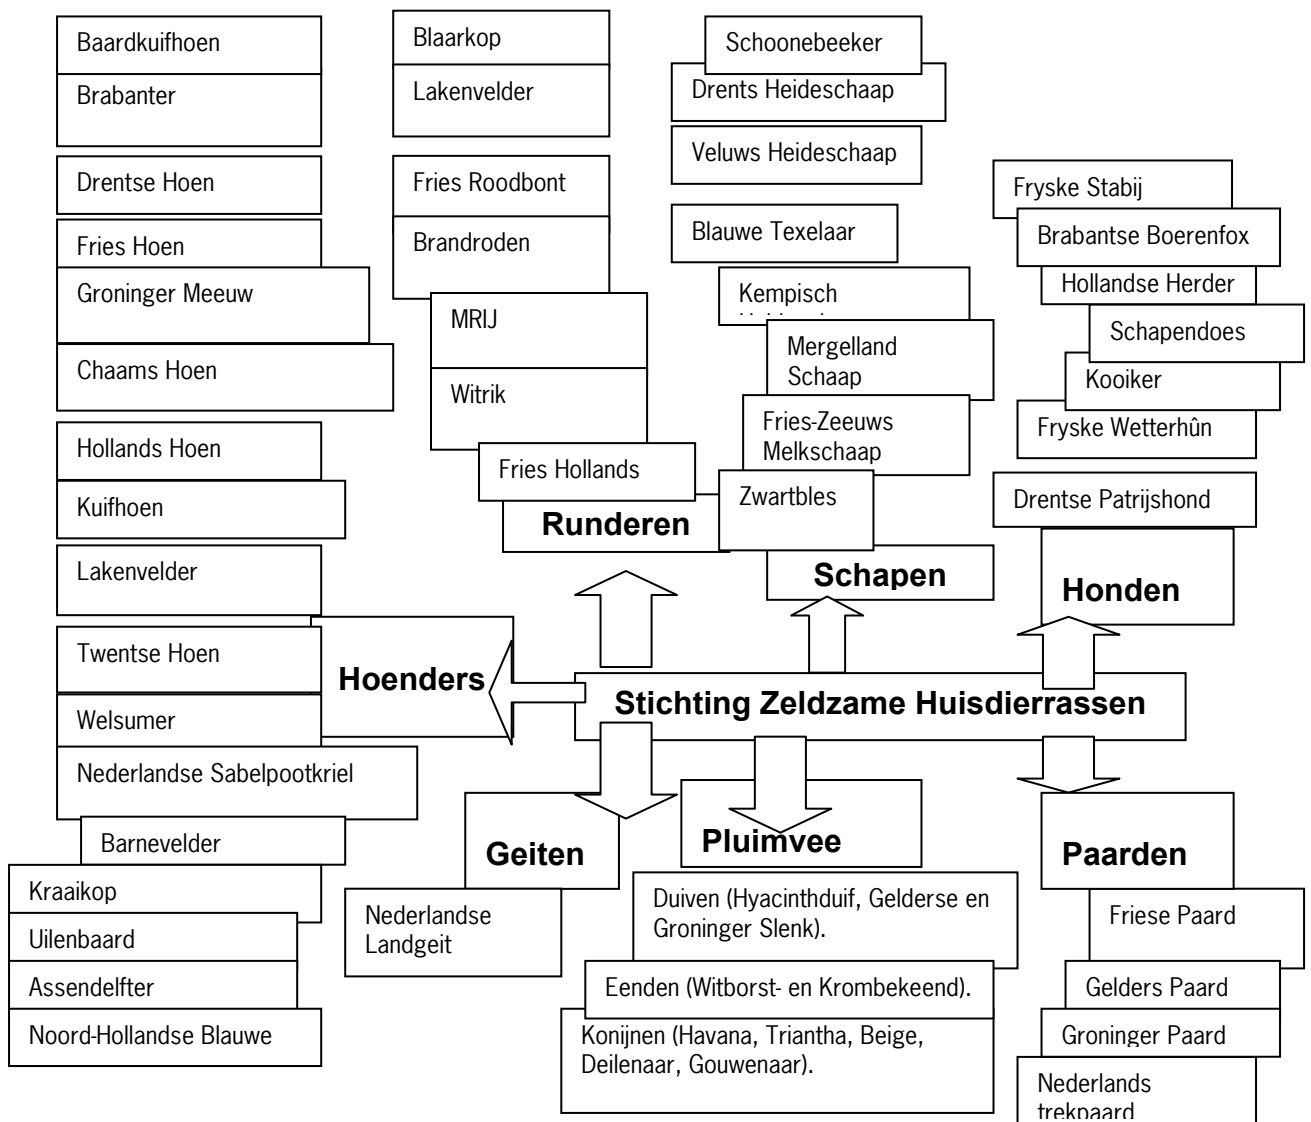 Baardkuifhoen
Brabanter
Drentse Hoen
Fries Hoen
Groninger Meeuw
Chaams Hoen
Hollands Hoen
Kuifhoen
Lakenvelder
Twentse Hoen
Welsumer
Nederlandse Sabelpootkriel
Barnevelder
Kraaikop
Uilenbaard
Assendelfter
Noord-Hollandse Blauwe
Hoenders
Blaarkop
Lakenvelder
Fries Roodbont
Brandroden
MRIJ
Witrik
Fries Hollands
Runderen
Schoonebeeker
Drents Heideschaap
Veluws Heideschaap
Blauwe Texelaar
Kempisch
Mergelland
Schaap
Fries-Zeeuws
Melkschaap
Zwartbles
Schapen
Fryske Stabij
Brabantse Boerenfox
Hollandse Herder
Schapendoes
Kooiker
Fryske Wetterhûn
Drentse Patrijshond
Honden
Stichting Zeldzame Huisdierrassen
Geiten
Nederlandse
Landgeit
Pluimvee
Duiven (Hyacinthduif, Gelderse en
Groninger Slenk).
Eenden (Witborst- en Krombekeend).
Konijnen (Havana, Triantha, Beige,
Deilenaar, Gouwenaar).
Paarden
Friese Paard
Gelders Paard
Groninger Paard
Nederlands
trekpaard